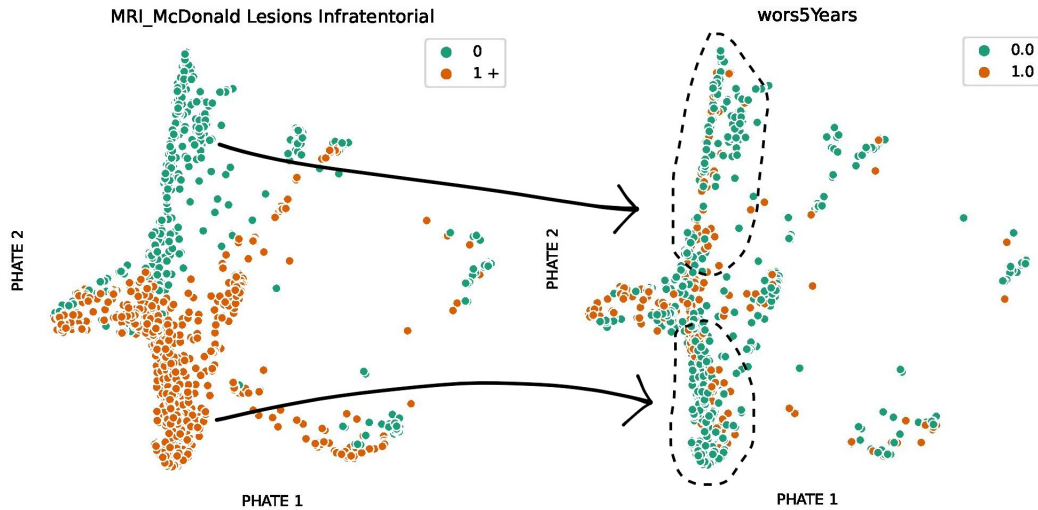 MRI_McDonald Lesions Infratentorial
0
1 +
PHATE 2
PHATE 1
wors5Years
0.0
1.0
PHATE 2
PHATE 1